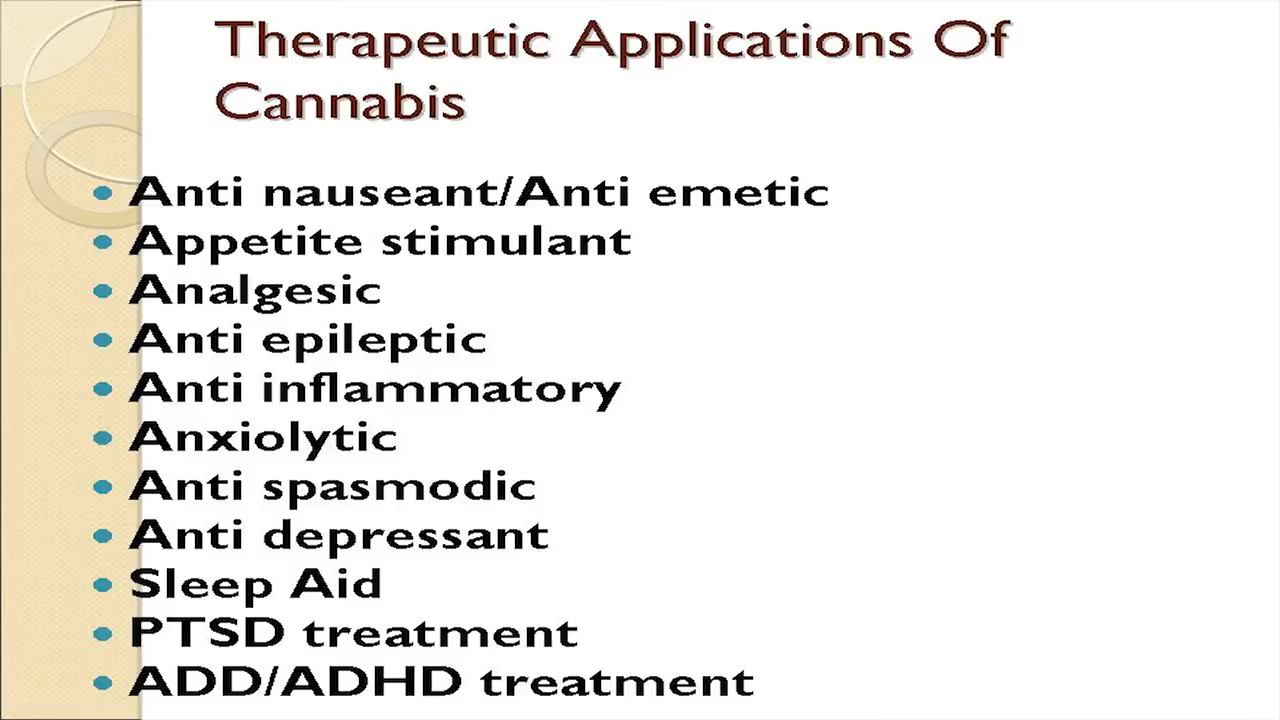 Therapeutic Applications Of
Cannabis
• Anti nauseant/Anti emetic
• Appetite stimulant
• Analgesic
• Anti epileptic
• Anti inflammatory
• Anxiolytic
• Anti spasmodic
• Anti depressant
• Sleep Aid
• PTSD treatment
• ADD/ADHD treatment